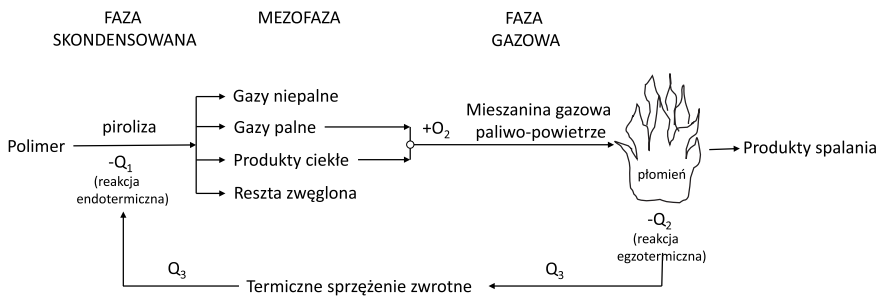 FAZA
SKONDENSOWANA
MEZOFAZA
FAZA
GAZOWA
Polimer
piroliza
-Q₁
(reakcja
endotermiczna)
Gazy niepalne
Gazy palne
Produkty ciekłe
Reszta zwęglona
+O₂
Mieszanina gazowa
paliwo-powietrze
płomień
Produkty spalania
-Q₂
(reakcja
egzotermiczna)
Q₃
Termiczne sprzężenie zwrotne
Q₃